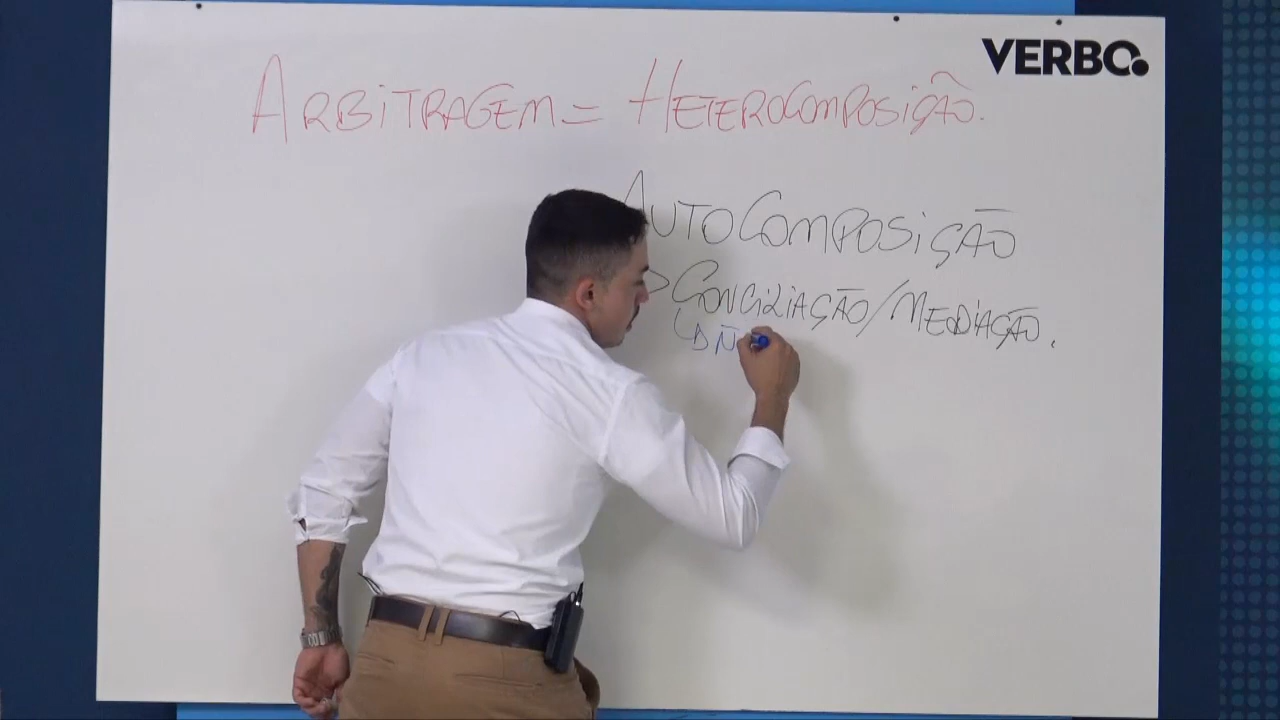 VERBO.
ARBITRAGEM = HETEROCOMPOSIÇÃO.
AUTOCOMPOSIÇÃO
> CONCILIAÇÃO/MEDIAÇÃO.